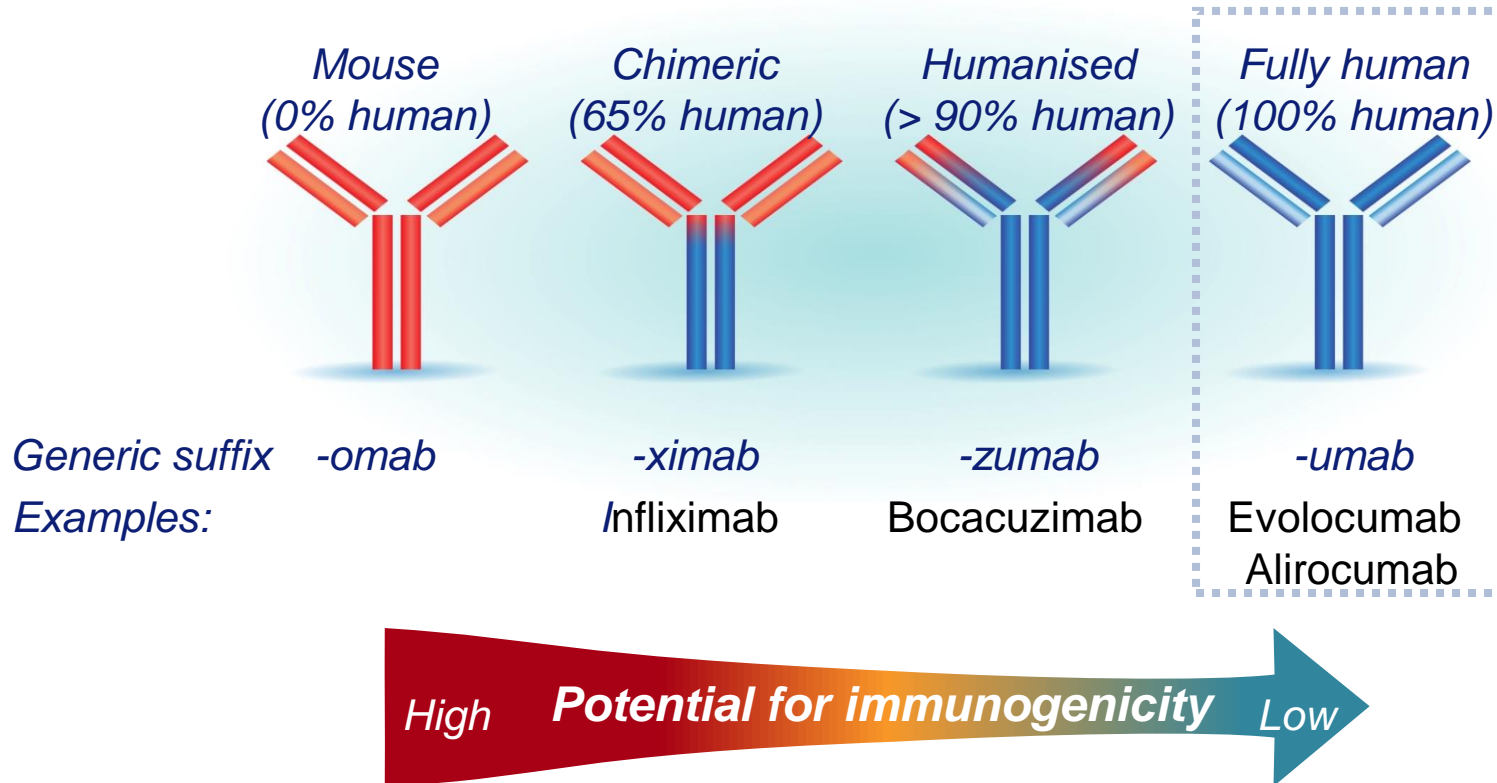 Mouse Chimeric Humanised Fully human
(0% human) (65% human) (> 90% human) (100% human)
Generic suffix -omab -ximab -zumab -umab
Examples: Infliximab Bocacuzimab Evolocumab
Alirocumab
High Potential for immunogenicity Low